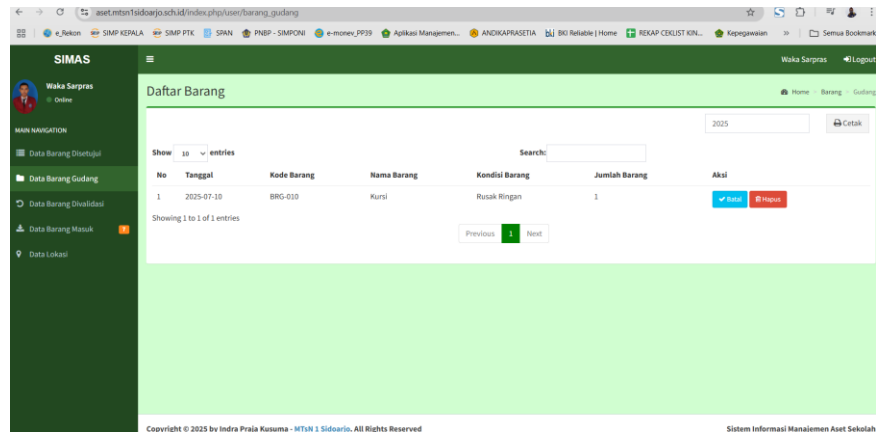 aset.mtsn1sidoarjo.sch.id/index.php/user/barang_gudang
e_Rekon SIMP KEPALA SIMP PTK SPAN PNBP - SIMPONI e-monev_PP39 Aplikasi Manajemen... ANDIKAPRASETIA BKI Reliable | Home REKAP CEKLIST KIN... Kepegawaian » Semua Bookmark
SIMAS Waka Sarpras Logout
Waka Sarpras
Online
Daftar Barang Home > Barang > Gudang
MAIN NAVIGATION
2025 Cetak
Data Barang Disetujui
Data Barang Gudang
Data Barang Divalidasi
Data Barang Masuk
Data Lokasi
Show 10 entries Search:
No Tanggal Kode Barang Nama Barang Kondisi Barang Jumlah Barang Aksi
1 2025-07-10 BRG-010 Kursi Rusak Ringan 1 Batal Hapus
Showing 1 to 1 of 1 entries
Previous 1 Next
Copyright © 2025 by Indra Praja Kusuma - MTsN 1 Sidoarjo. All Rights Reserved Sistem Informasi Manajemen Aset Sekolah